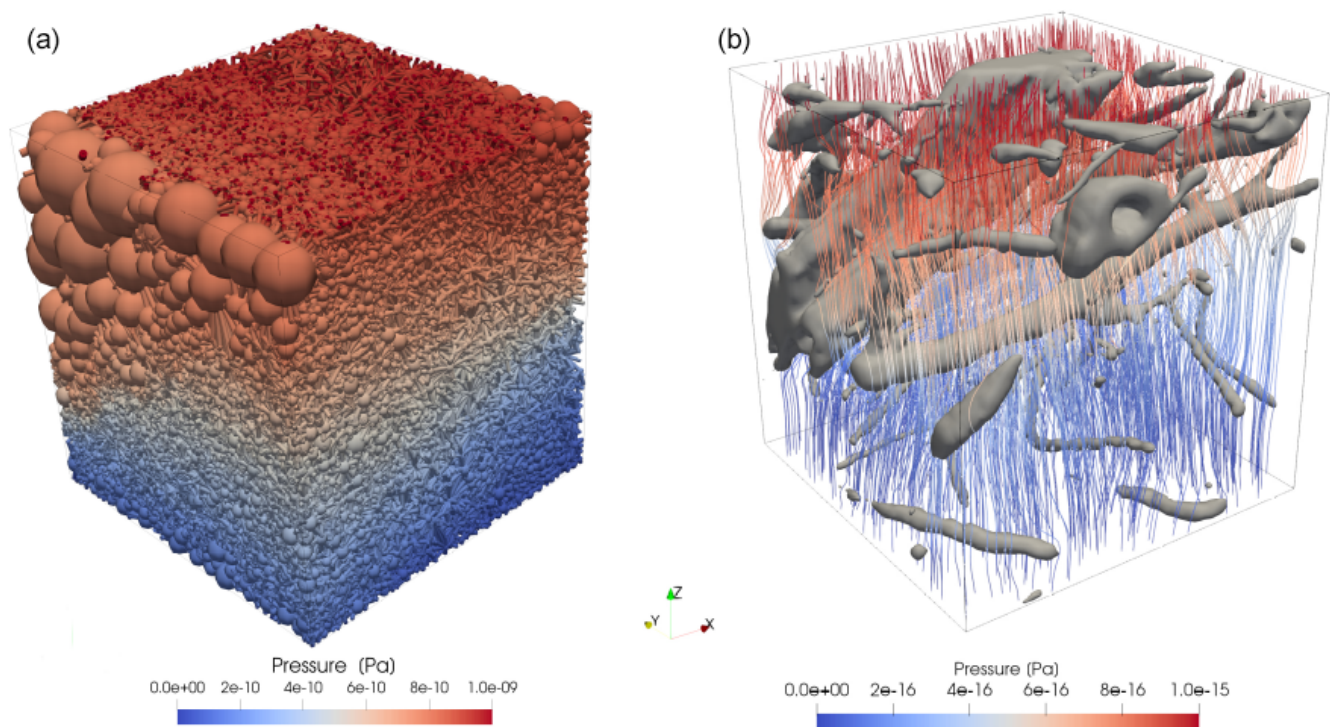 (a)
(b)
Z
Y
X
Pressure (Pa)
0.0e+00 2e-10 4e-10 6e-10 8e-10 1.0e-09
Pressure (Pa)
0.0e+00 2e-16 4e-16 6e-16 8e-16 1.0e-15